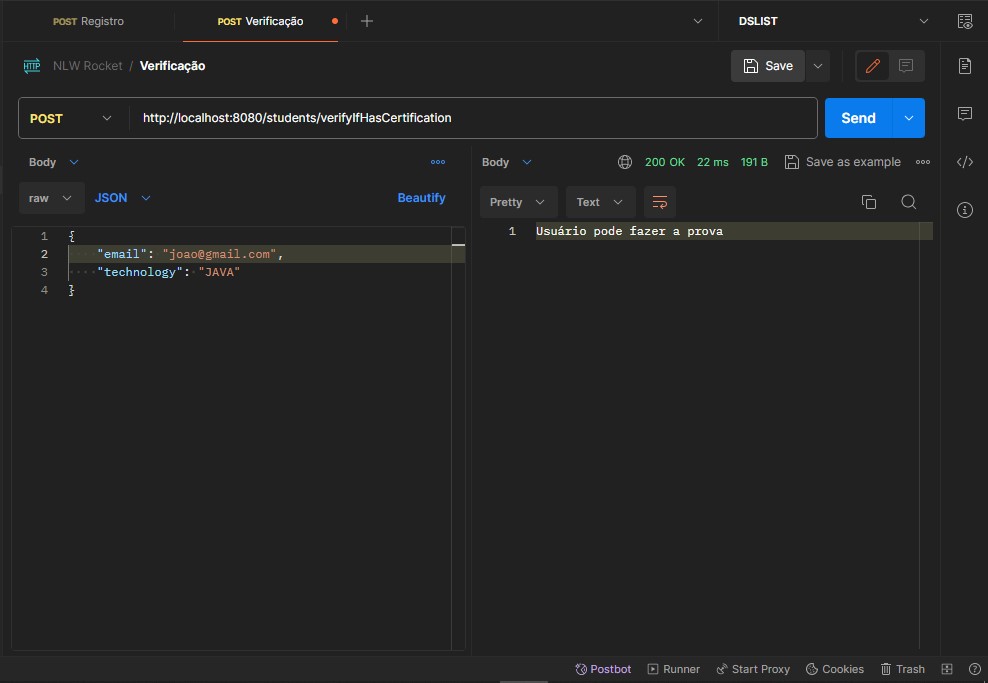 POST Registro
POST Verificação
DSLIST
HTTP NLW Rocket / Verificação
Save
POST
http://localhost:8080/students/verifyIfHasCertification
Send
Body
raw
JSON
Beautify
1 {
2 "email": "joao@gmail.com",
3 "technology": "JAVA"
4 }
Body
200 OK 22 ms 191 B
Save as example
Pretty
Text
1 Usuário pode fazer a prova
Postbot
Runner
Start Proxy
Cookies
Trash